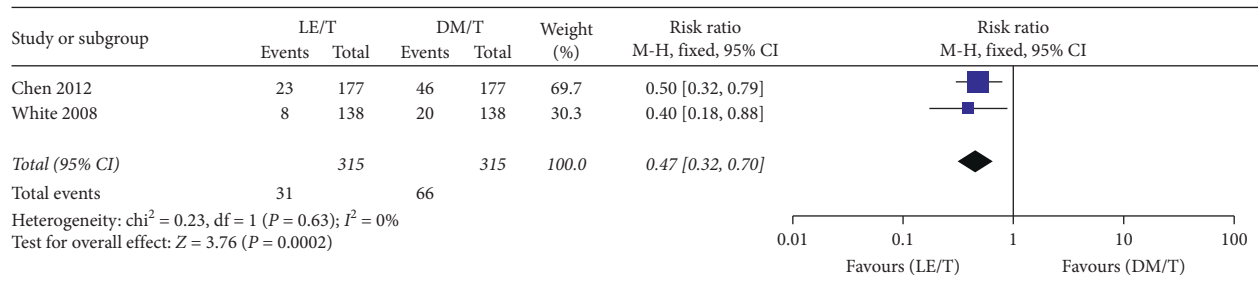 Study or subgroup LE/T DM/T Weight (%) Risk ratio M-H, fixed, 95% CI Risk ratio M-H, fixed, 95% CI
Events Total Events Total
Chen 2012 23 177 46 177 69.7 0.50 [0.32, 0.79]
White 2008 8 138 20 138 30.3 0.40 [0.18, 0.88]
Total (95% CI) 315 315 100.0 0.47 [0.32, 0.70]
Total events 31 66
Heterogeneity: chi² = 0.23, df = 1 (P = 0.63); I² = 0%
Test for overall effect: Z = 3.76 (P = 0.0002)
0.01 0.1 1 10 100
Favours (LE/T) Favours (DM/T)